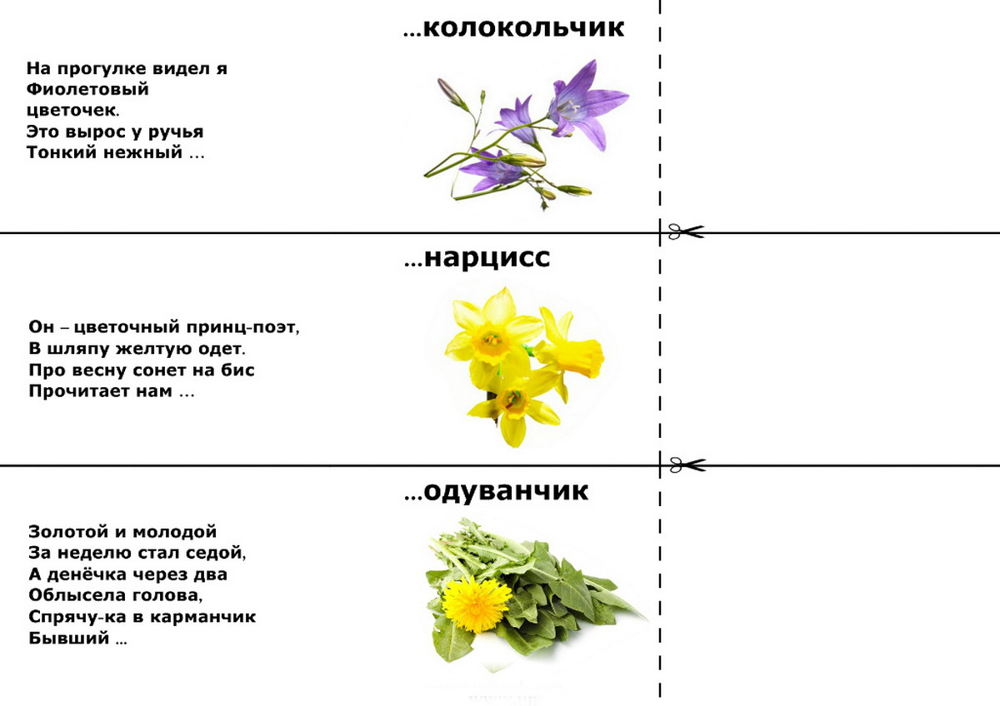 ...колокольчик
На прогулке видел я
Фиолетовый
цветочек.
Это вырос у ручья
Тонкий нежный ...
...нарцисс
Он – цветочный принц-поэт,
В шляпу желтую одет.
Про весну сонет на бис
Прочитает нам ...
...одуванчик
Золотой и молодой
За неделю стал седой,
А денёчка через два
Облысела голова,
Спрячу-ка в карманчик
Бывший ...